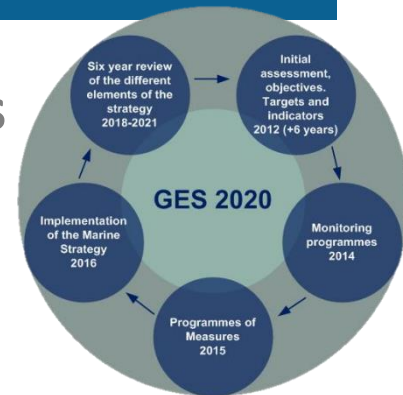 S
Six year review
of the different
elements of the
strategy
2018-2021
Initial
assessment,
objectives.
Targets and
indicators
2012 (+6 years)
GES 2020
Implementation
of the Marine
Strategy
2016
Monitoring
programmes
2014
Programmes of
Measures
2015